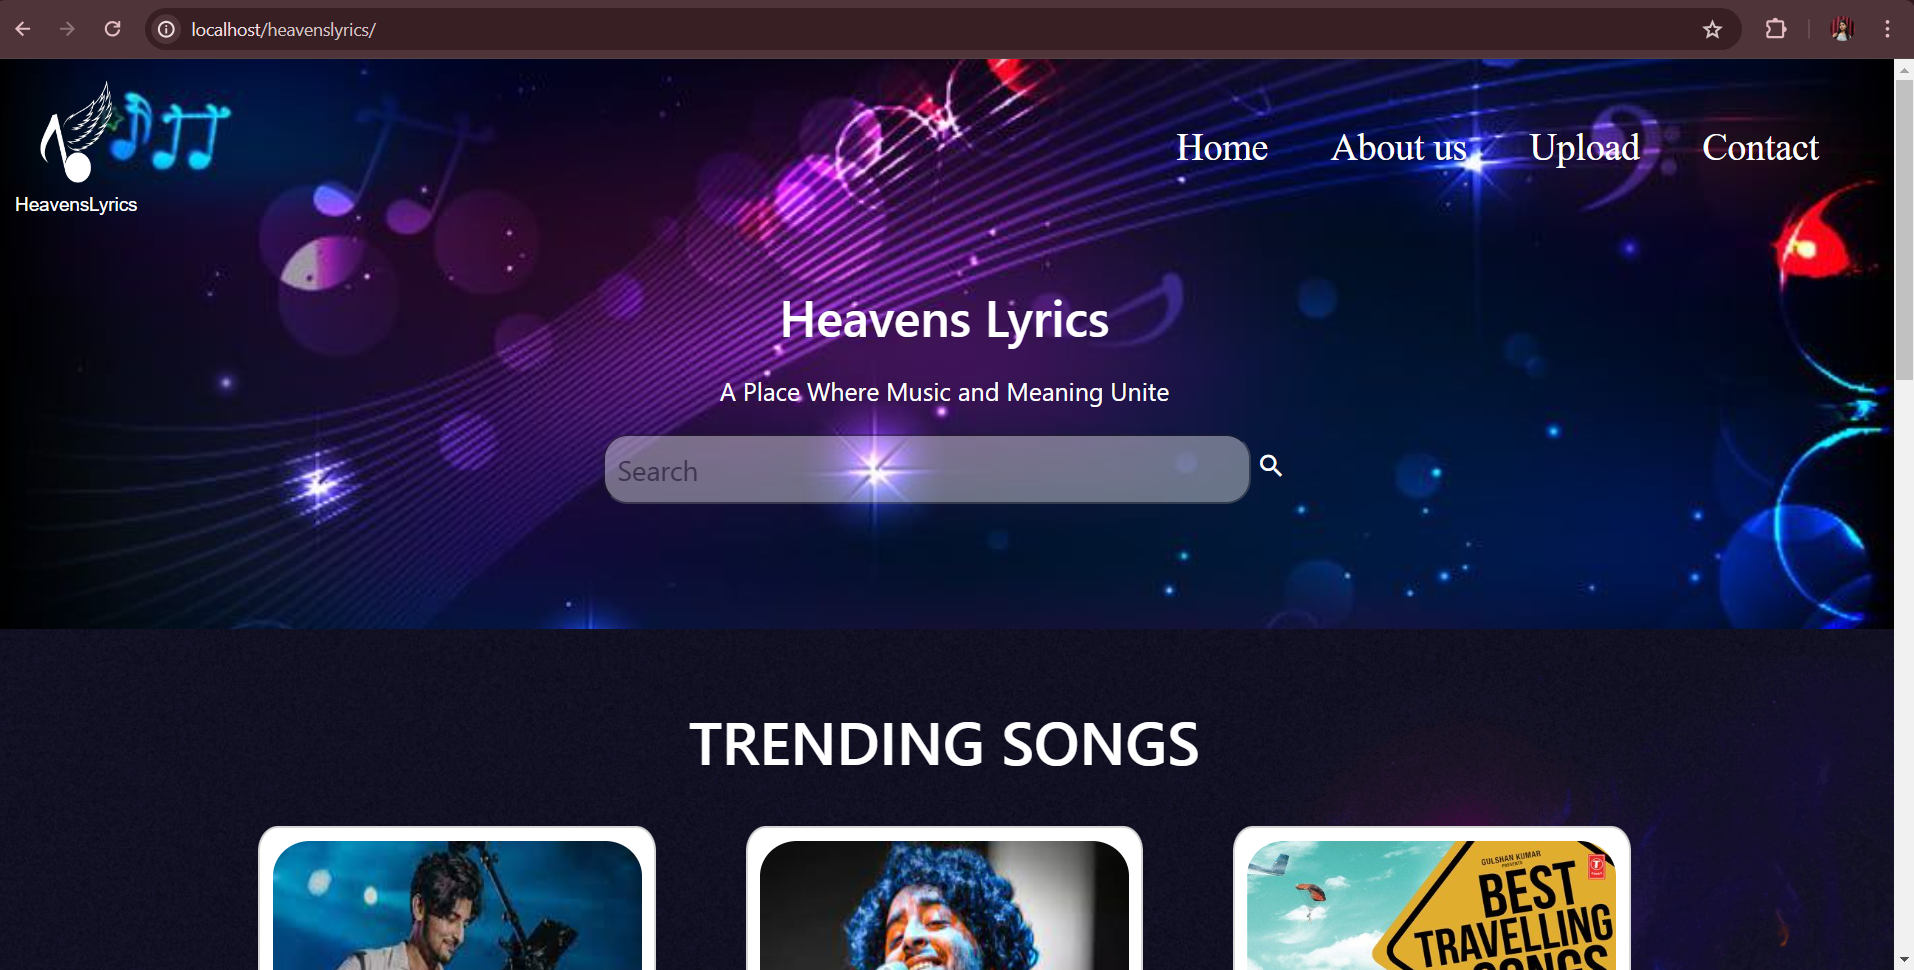 localhost/heavenslyrics/
HeavensLyrics
Home About us Upload Contact
Heavens Lyrics
A Place Where Music and Meaning Unite
Search
TRENDING SONGS
GULSHAN KUMAR
PRESENTS
BEST
TRAVELLING
SONGS